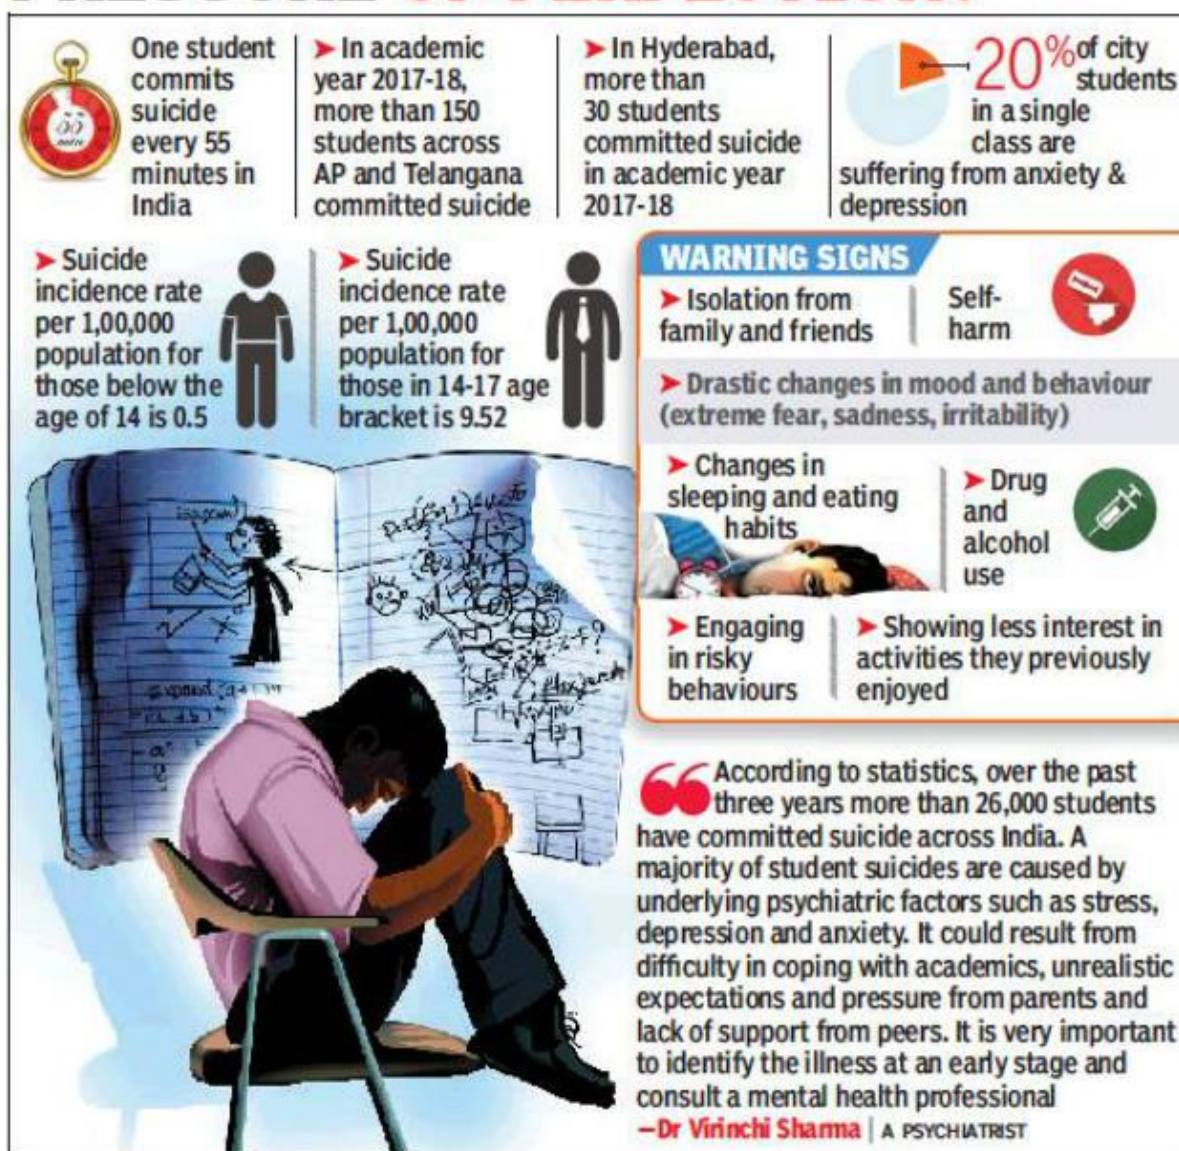 One student
commits
suicide
every 55
minutes in
India
➤ In academic
year 2017-18,
more than 150
students across
AP and Telangana
committed suicide
➤ In Hyderabad,
more than
30 students
committed suicide
in academic year
2017-18
20% of city
students
in a single
class are
suffering from anxiety &
depression
➤ Suicide
incidence rate
per 1,00,000
population for
those below the
age of 14 is 0.5
➤ Suicide
incidence rate
per 1,00,000
population for
those in 14-17 age
bracket is 9.52
WARNING SIGNS
➤ Isolation from
family and friends
Self-
harm
➤ Drastic changes in mood and behaviour
(extreme fear, sadness, irritability)
➤ Changes in
sleeping and eating
habits
➤ Drug
and
alcohol
use
➤ Engaging
in risky
behaviours
➤ Showing less interest in
activities they previously
enjoyed
“According to statistics, over the past
three years more than 26,000 students
have committed suicide across India. A
majority of student suicides are caused by
underlying psychiatric factors such as stress,
depression and anxiety. It could result from
difficulty in coping with academics, unrealistic
expectations and pressure from parents and
lack of support from peers. It is very important
to identify the illness at an early stage and
consult a mental health professional
—Dr Virinchi Sharma | A PSYCHIATRIST